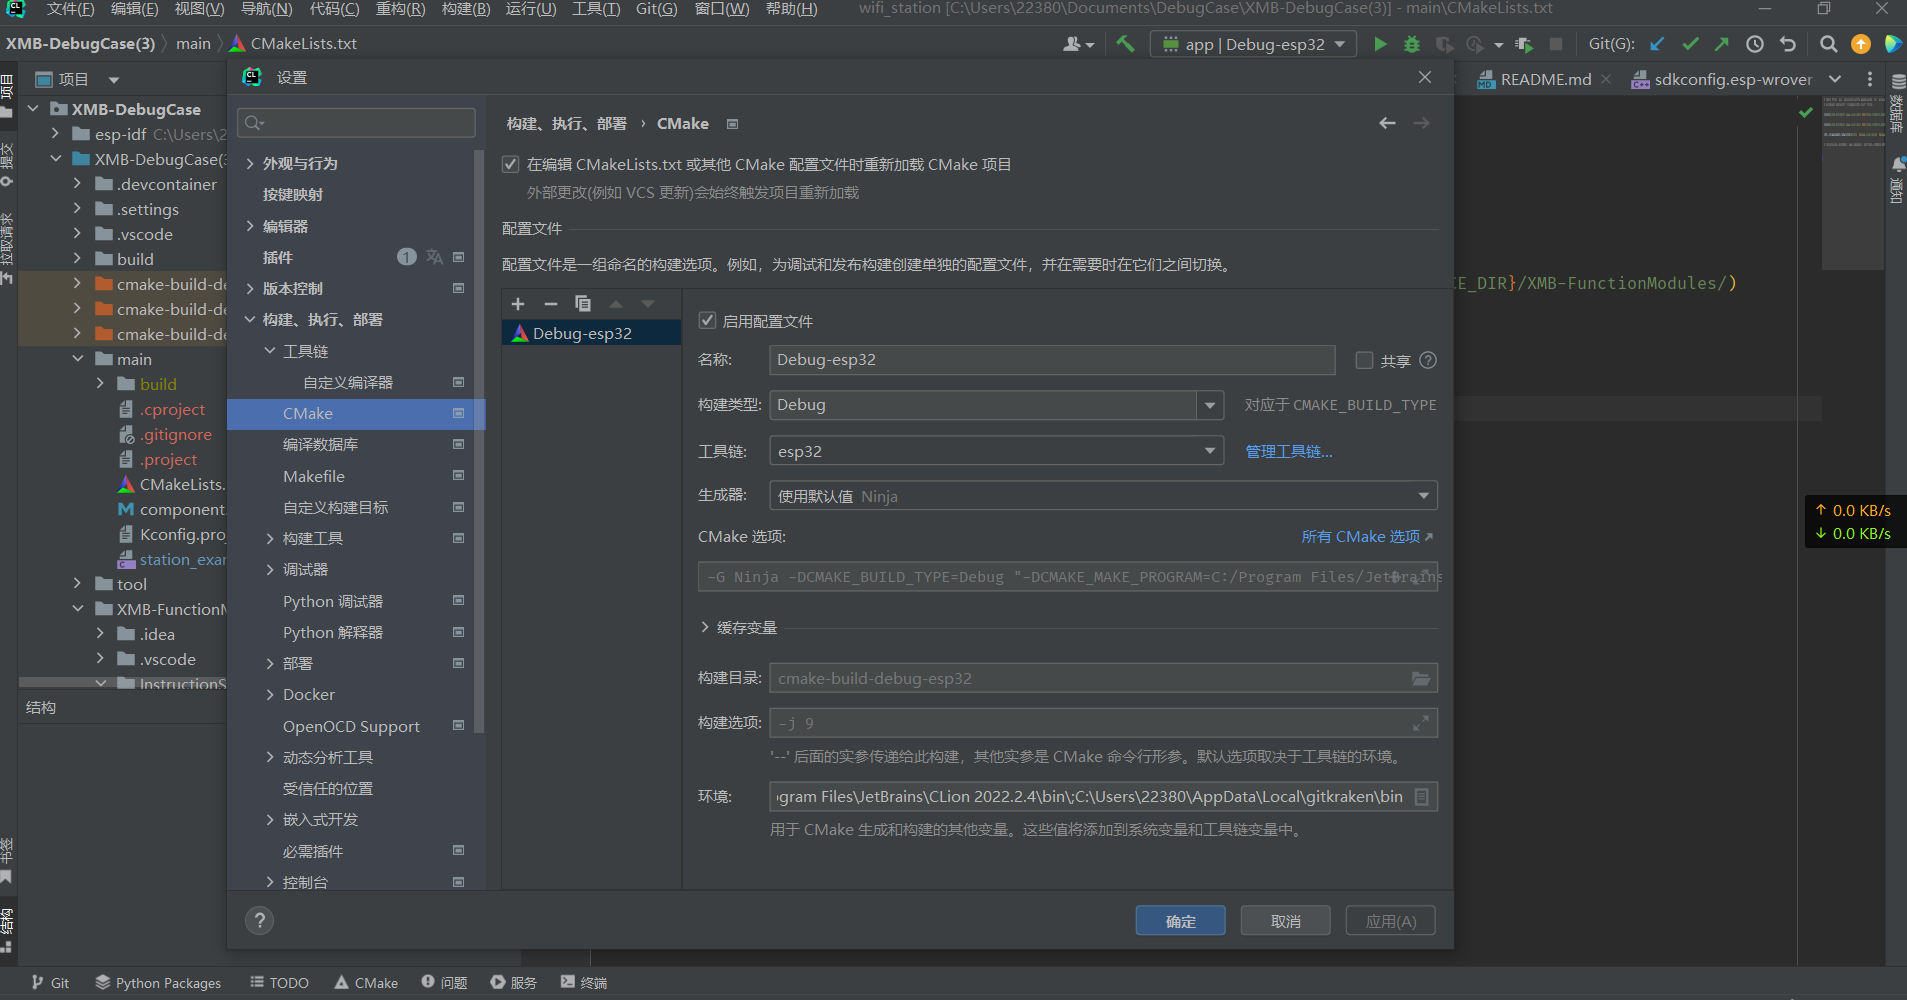 文件(F) 编辑(E) 视图(V) 导航(N) 代码(C) 重构(R) 构建(B) 运行(U) 工具(T) Git(G) 窗口(W) 帮助(H) wifi_station [C:\Users\22380\Documents\DebugCase\XMB-DebugCase(3)] - main\CMakeLists.txt
XMB-DebugCase(3) main CMakeLists.txt app | Debug-esp32 Git(G):
项目
README.md sdkconfig.esp-wrover
项目
提交
拉取请求
书签
结构
数据库
通知
XMB-DebugCase
esp-idf C:\Users\2
XMB-DebugCase(3
.devcontainer
.settings
.vscode
build
cmake-build-de
cmake-build-de
cmake-build-de
main
build
.cproject
.gitignore
.project
CMakeLists.
component.
Kconfig.pro
station_exa
tool
XMB-FunctionM
.idea
.vscode
InstructionS
结构
设置
外观与行为
按键映射
编辑器
插件 1
版本控制
构建、执行、部署
工具链
自定义编译器
CMake
编译数据库
Makefile
自定义构建目标
构建工具
调试器
Python 调试器
Python 解释器
部署
Docker
OpenOCD Support
动态分析工具
受信任的位置
嵌入式开发
必需插件
控制台
构建、执行、部署 › CMake
在编辑 CMakeLists.txt 或其他 CMake 配置文件时重新加载 CMake 项目
外部更改(例如 VCS 更新)会始终触发项目重新加载
配置文件
配置文件是一组命名的构建选项。例如，为调试和发布构建创建单独的配置文件，并在需要时在它们之间切换。
Debug-esp32
启用配置文件
名称: Debug-esp32 共享
构建类型: Debug 对应于 CMAKE_BUILD_TYPE
工具链: esp32 管理工具链...
生成器: 使用默认值 Ninja
CMake 选项: 所有 CMake 选项
-G Ninja -DCMAKE_BUILD_TYPE=Debug "-DCMAKE_MAKE_PROGRAM=C:/Program Files/JetBrains
缓存变量
构建目录: cmake-build-debug-esp32
构建选项: -j 9
'--' 后面的实参传递给此构建，其他实参是 CMake 命令行形参。默认选项取决于工具链的环境。
环境: ogram Files\JetBrains\CLion 2022.2.4\bin\;C:\Users\22380\AppData\Local\gitkraken\bin
用于 CMake 生成和构建的其他变量。这些值将添加到系统变量和工具链变量中。
? 确定 取消 应用(A)
CE_DIR}/XMB-FunctionModules/)
↑ 0.0 KB/s
↓ 0.0 KB/s
Git Python Packages TODO CMake 问题 服务 终端